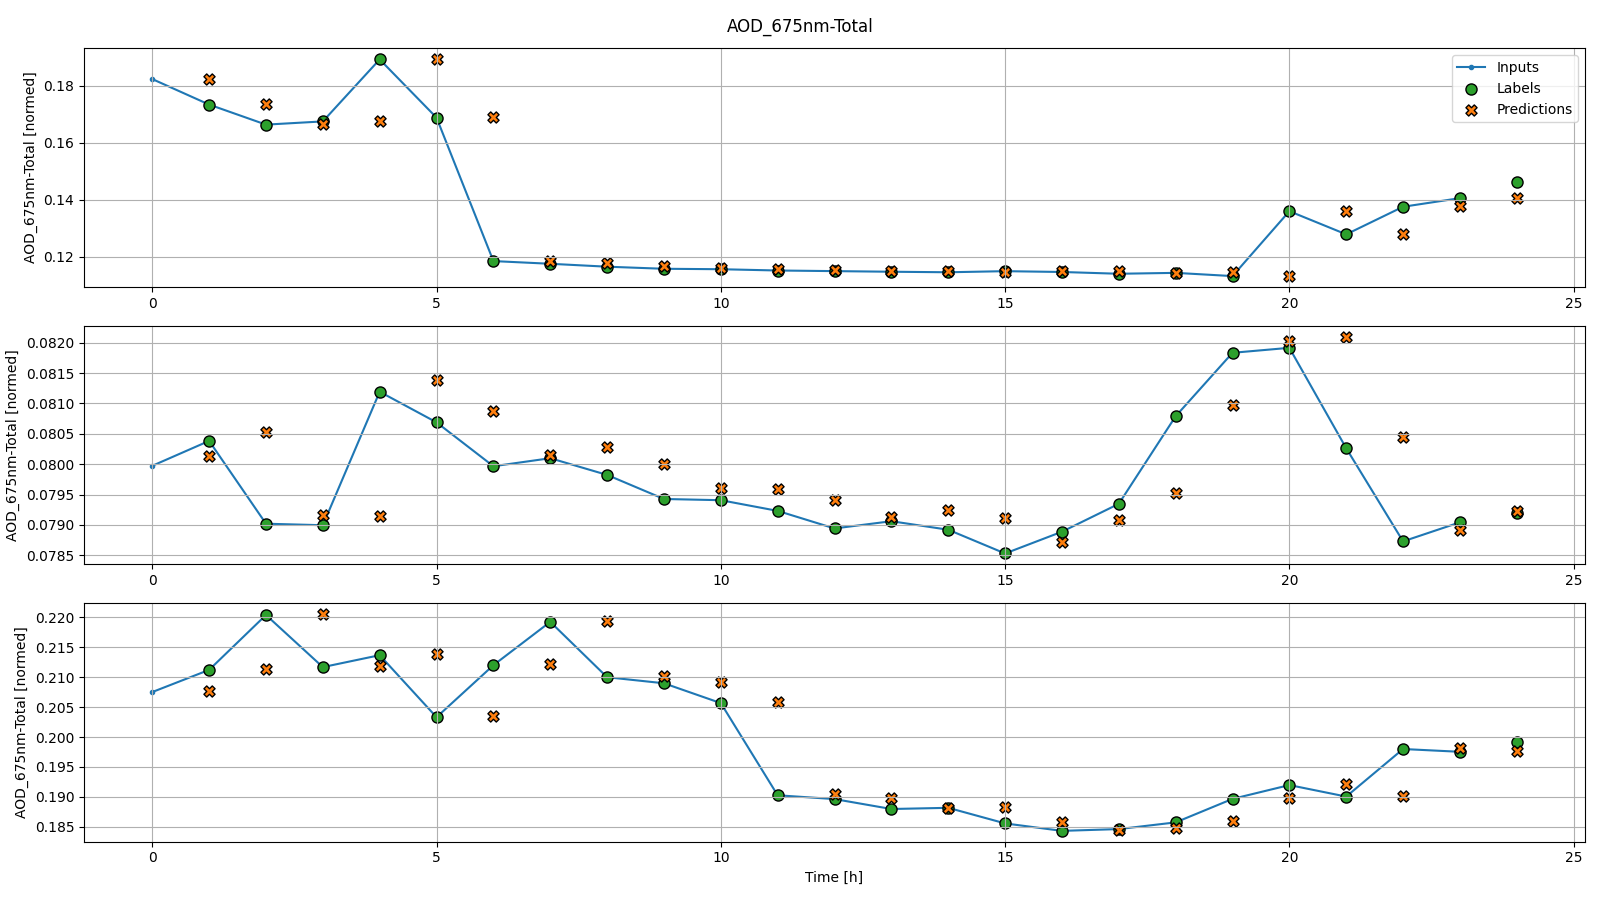 AOD_675nm-Total
AOD_675nm-Total [normed]
0.18
0.16
0.14
0.12
0 5 10 15 20 25
Inputs
Labels
Predictions
AOD_675nm-Total [normed]
0.0820
0.0815
0.0810
0.0805
0.0800
0.0795
0.0790
0.0785
0 5 10 15 20 25
AOD_675nm-Total [normed]
0.220
0.215
0.210
0.205
0.200
0.195
0.190
0.185
0 5 10 15 20 25
Time [h]